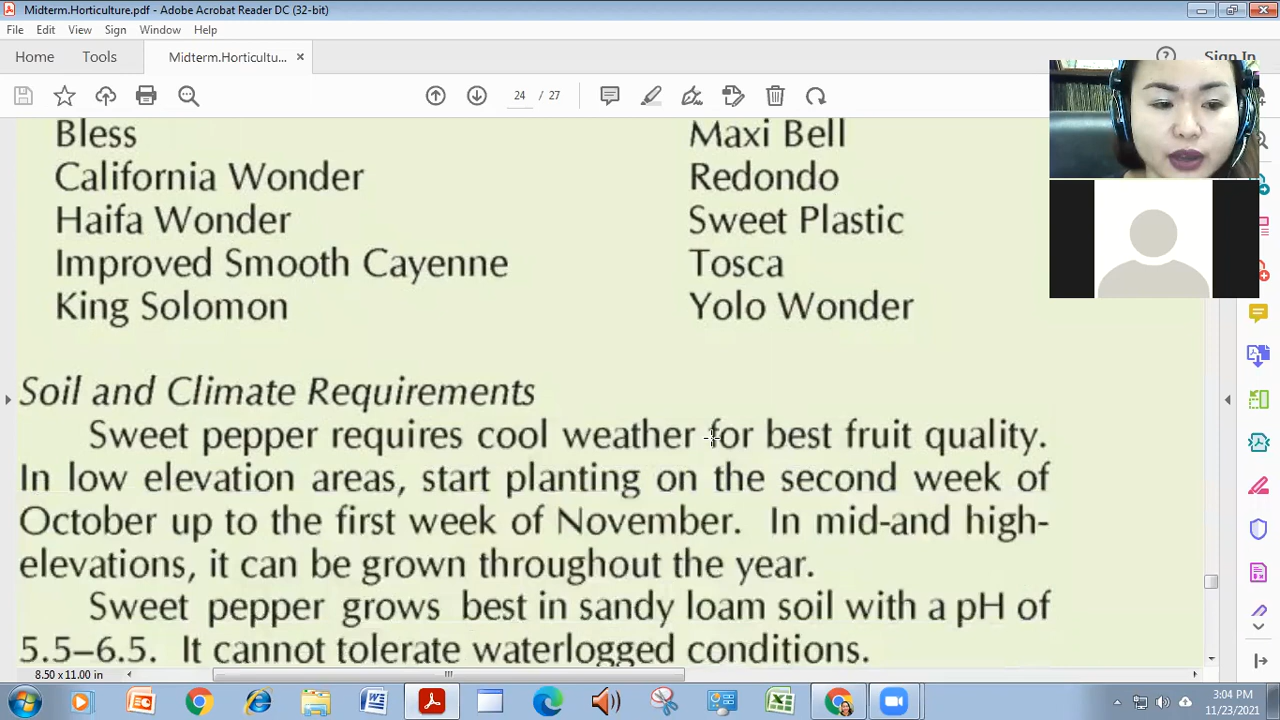 Midterm.Horticulture.pdf - Adobe Acrobat Reader DC (32-bit)
File Edit View Sign Window Help
Home Tools Midterm.Horticultu... × Sign In
24 / 27
Bless Maxi Bell
California Wonder Redondo
Haifa Wonder Sweet Plastic
Improved Smooth Cayenne Tosca
King Solomon Yolo Wonder
Soil and Climate Requirements
Sweet pepper requires cool weather for best fruit quality.
In low elevation areas, start planting on the second week of
October up to the first week of November. In mid-and high-
elevations, it can be grown throughout the year.
Sweet pepper grows best in sandy loam soil with a pH of
5.5–6.5. It cannot tolerate waterlogged conditions.
8.50 x 11.00 in
3:04 PM
11/23/2021